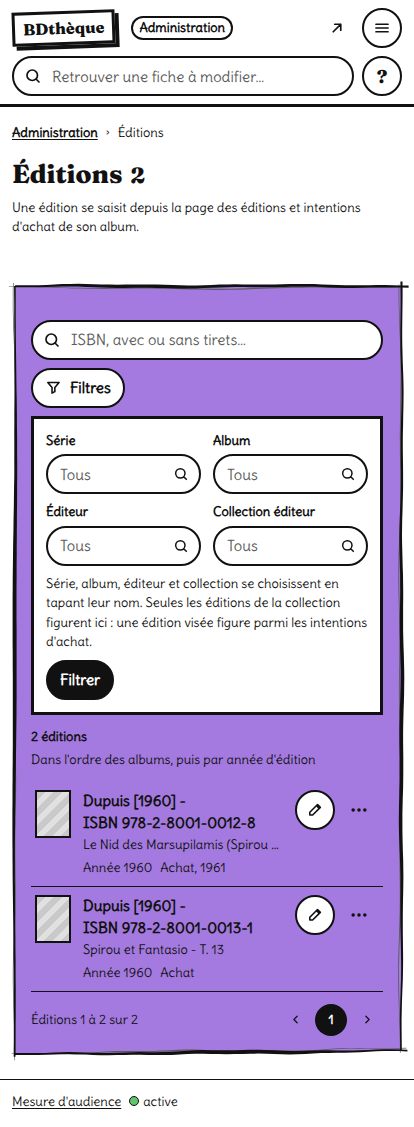 BDthèque
Administration
Retrouver une fiche à modifier...
?
Administration › Éditions
Éditions 2
Une édition se saisit depuis la page des éditions et intentions
d'achat de son album.
ISBN, avec ou sans tirets...
Filtres
Série
Album
Tous
Tous
Éditeur
Collection éditeur
Tous
Tous
Série, album, éditeur et collection se choisissent en
tapant leur nom. Seules les éditions de la collection
figurent ici : une édition visée figure parmi les intentions
d'achat.
Filtrer
2 éditions
Dans l'ordre des albums, puis par année d'édition
Dupuis [1960] -
ISBN 978-2-8001-0012-8
Le Nid des Marsupilamis (Spirou ...
Année 1960 Achat, 1961
Dupuis [1960] -
ISBN 978-2-8001-0013-1
Spirou et Fantasio - T. 13
Année 1960 Achat
Éditions 1 à 2 sur 2
‹ 1 ›
Mesure d'audience active